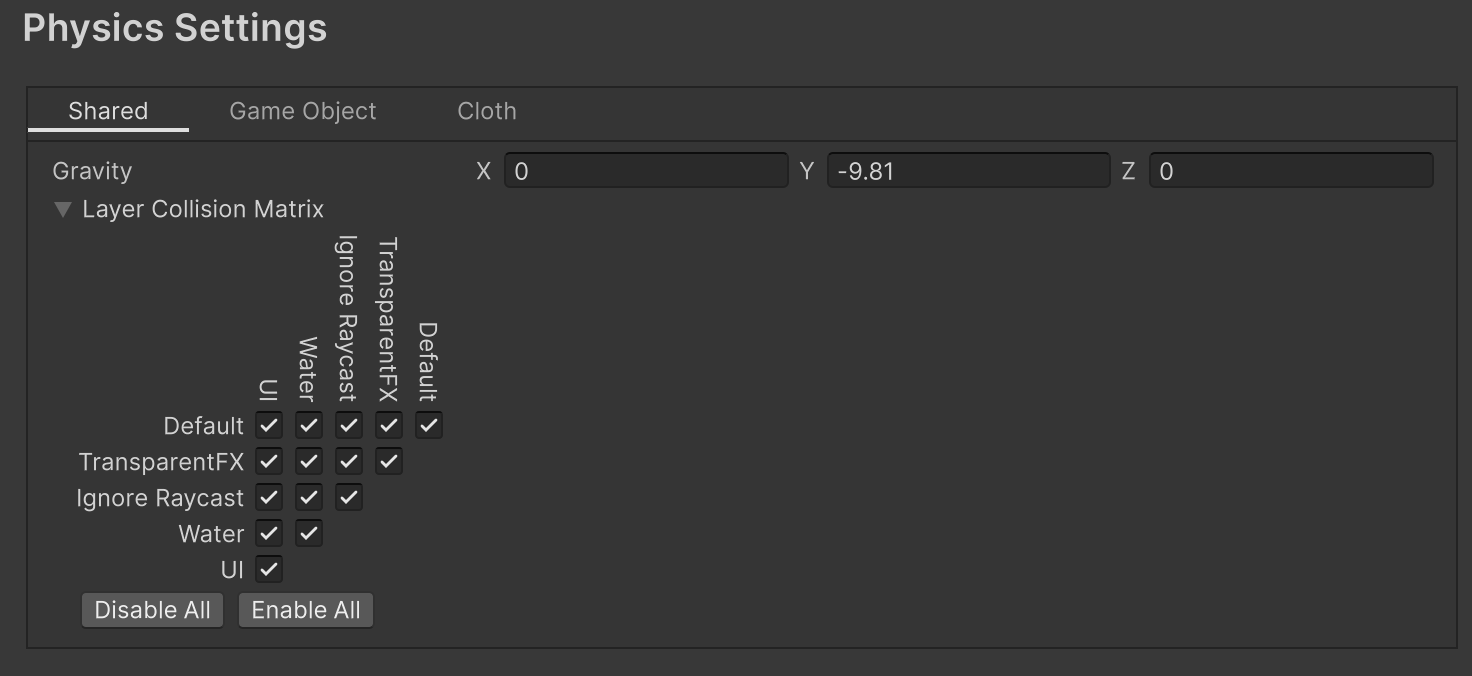 Physics Settings
Shared Game Object Cloth
Gravity X 0 Y -9.81 Z 0
Layer Collision Matrix
UI Water Ignore Raycast TransparentFX Default
Default
TransparentFX
Ignore Raycast
Water
UI
Disable All Enable All